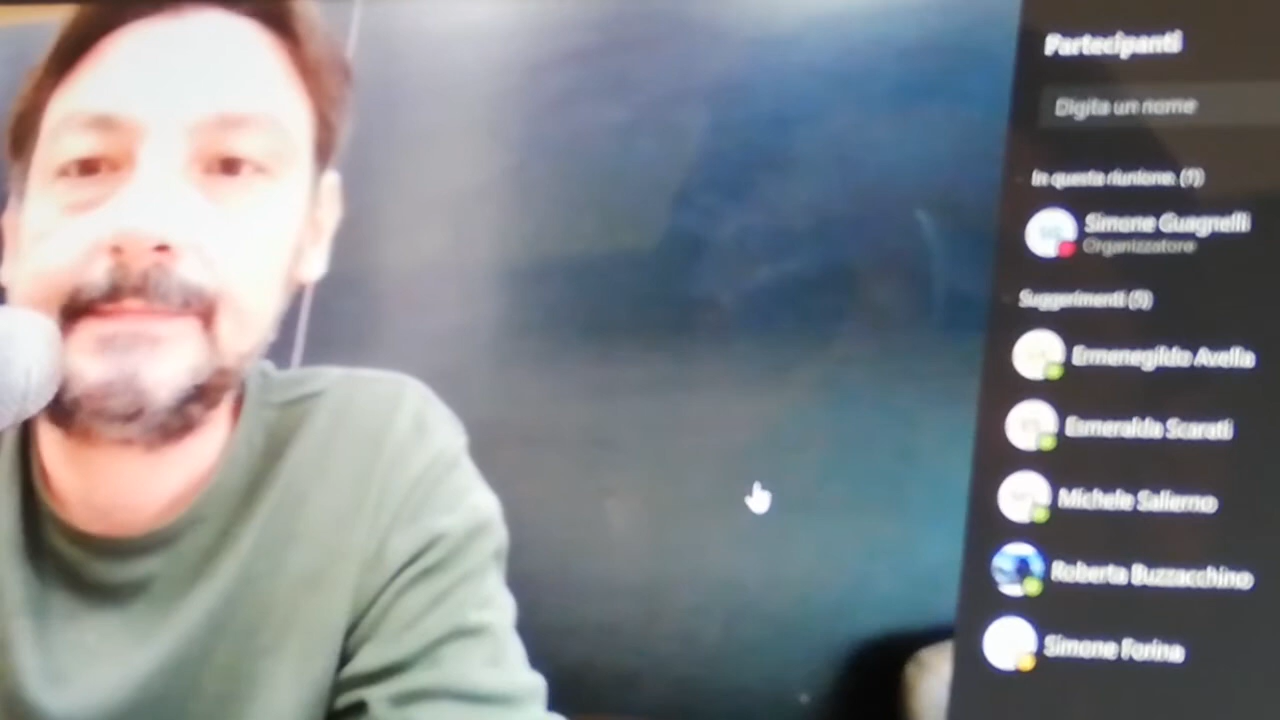 Partecipanti
Digita un nome
In questa riunione. (1)
Simone Guagnelli
Organizzatore
Suggerimenti (5)
Ermenegildo Avella
Esmeralda Scarati
Michele Salierno
Roberta Buzzacchino
Simone Forina